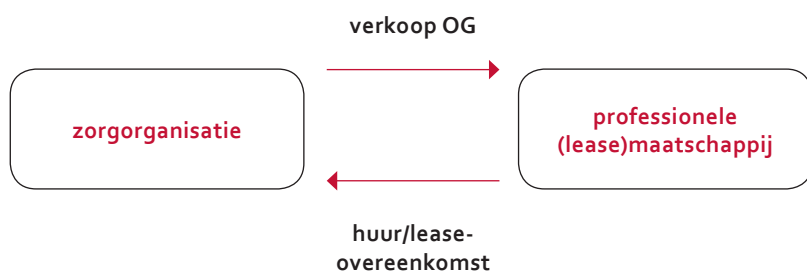 verkoop OG
zorgorganisatie
professionele
(lease)maatschappij
huur/lease-
overeenkomst